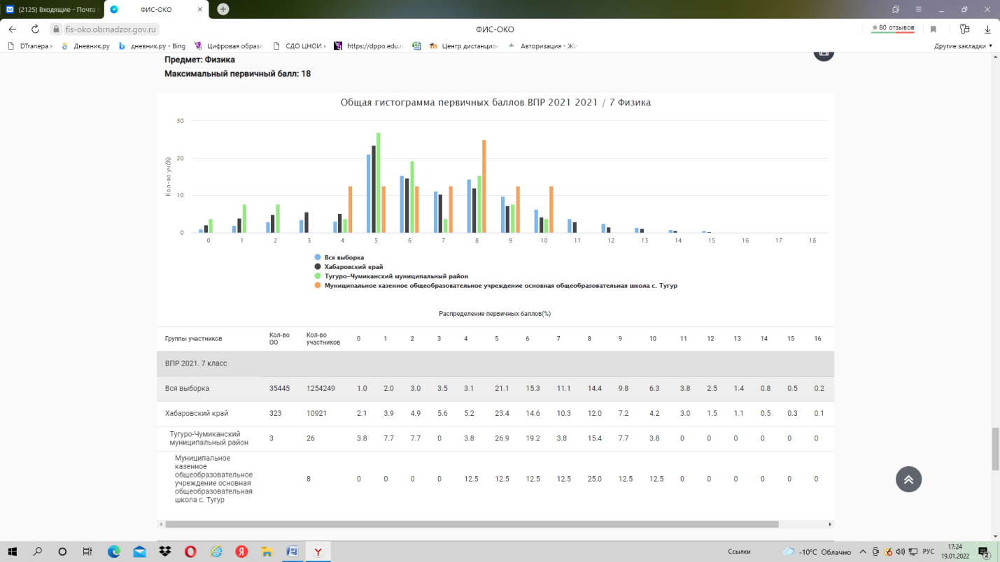 (2125) Входящие - Почта
ФИС-ОКО
fis-oko.obrnadzor.gov.ru
ФИС-ОКО
★ 80 отзывов
DTranepa ›
Дневник.ру
дневник.ру - Bing
Цифровая образо
СДО ЦНОИ ›
https://dppo.edu.ru
Центр дистанцион
Авторизация - Жи
Другие закладки
Предмет: Физика
Максимальный первичный балл: 18
Общая гистограмма первичных баллов ВПР 2021 2021 / 7 Физика
Кол-во уч(%)
30
20
10
0
0 1 2 3 4 5 6 7 8 9 10 11 12 13 14 15 16 17 18
Вся выборка
Хабаровский край
Тугуро-Чумиканский муниципальный район
Муниципальное казенное общеобразовательное учреждение основная общеобразовательная школа с. Тугур
Распределение первичных баллов(%)
Группы участников Кол-во ОО Кол-во участников 0 1 2 3 4 5 6 7 8 9 10 11 12 13 14 15 16
ВПР 2021. 7 класс
Вся выборка 35445 1254249 1.0 2.0 3.0 3.5 3.1 21.1 15.3 11.1 14.4 9.8 6.3 3.8 2.5 1.4 0.8 0.5 0.2
Хабаровский край 323 10921 2.1 3.9 4.9 5.6 5.2 23.4 14.6 10.3 12.0 7.2 4.2 3.0 1.5 1.1 0.5 0.3 0.1
Тугуро-Чумиканский
муниципальный район 3 26 3.8 7.7 7.7 0 3.8 26.9 19.2 3.8 15.4 7.7 3.8 0 0 0 0 0 0
Муниципальное
казенное
общеобразовательное
учреждение основная 8 0 0 0 0 12.5 12.5 12.5 12.5 25.0 12.5 12.5 0 0 0 0 0 0
общеобразовательная
школа с. Тугур
Ссылки
-10°C Облачно
РУС
17:24
19.01.2022
2